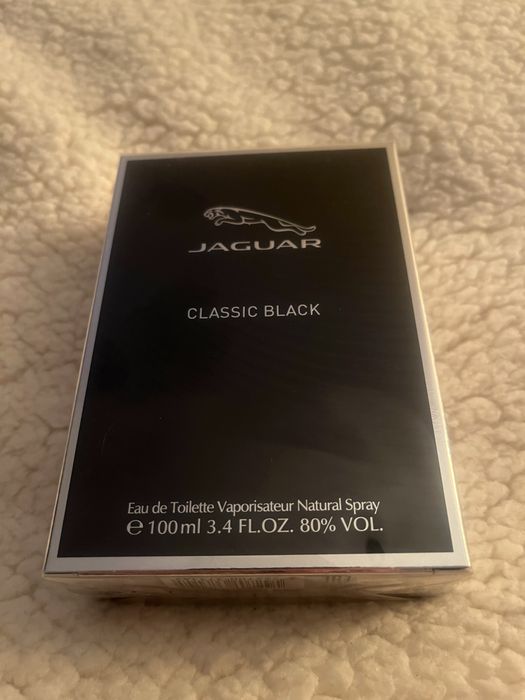 JAGUAR
CLASSIC BLACK
Eau de Toilette Vaporisateur Natural Spray
℮ 100 ml 3.4 FL.OZ. 80% VOL.